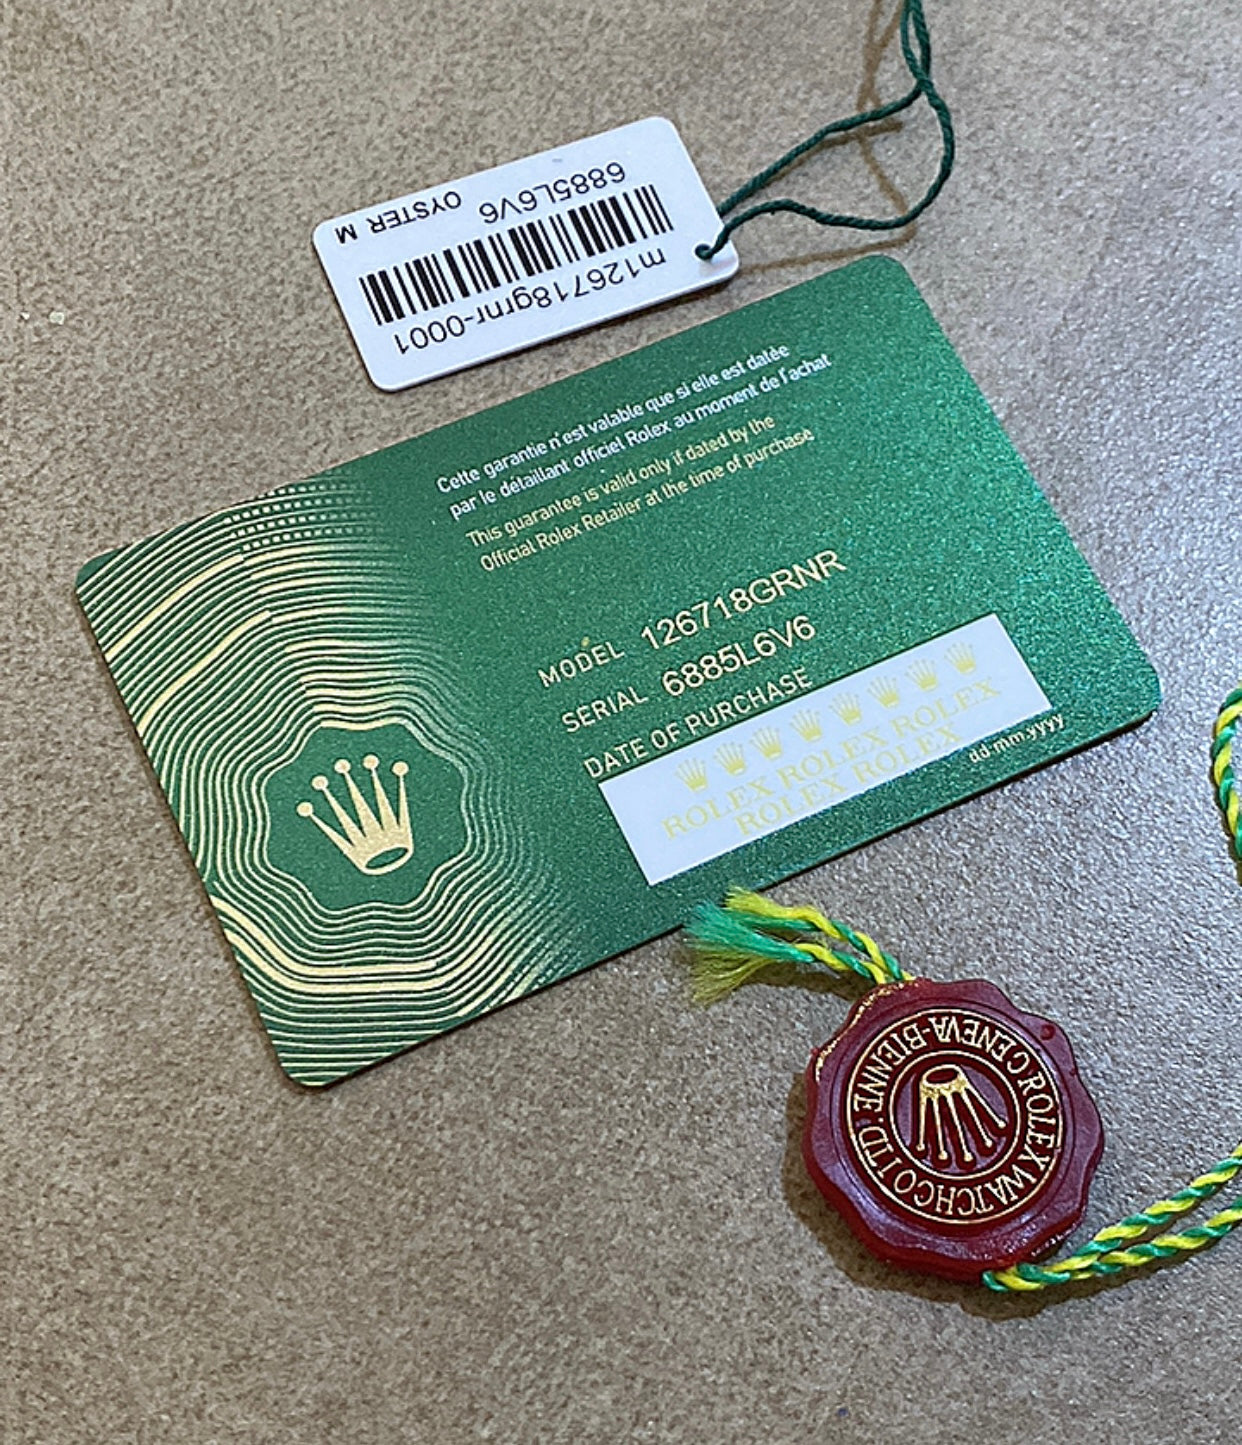 OYSTER M
6885L6V6
m126718grnr-0001
Cette garantie n'est valable que si elle est datée
par le détaillant officiel Rolex au moment de l'achat
This guarantee is valid only if dated by the
Official Rolex Retailer at the time of purchase
MODEL 126718GRNR
SERIAL 6885L6V6
DATE OF PURCHASE
ROLEX ROLEX ROLEX
ROLEX ROLEX
dd.mm.yyyy
ROLEX WATCH CO LTD GENEVA-BIENNE